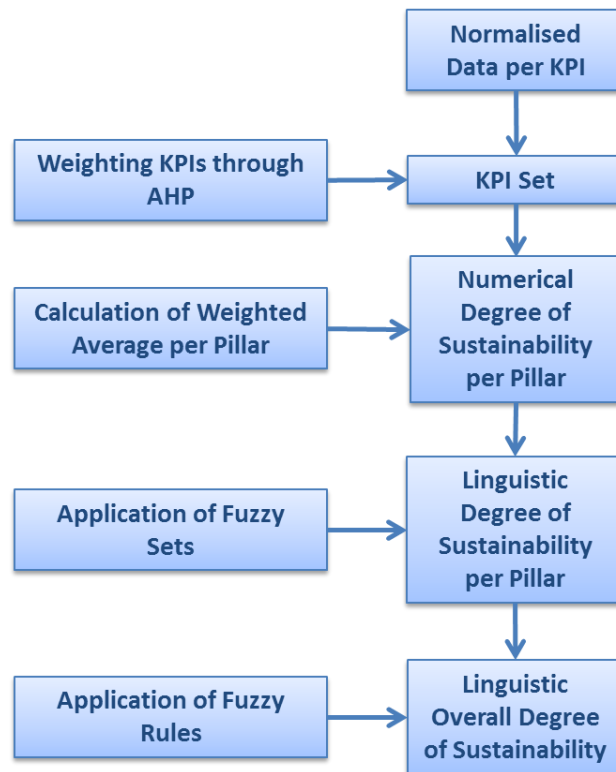 Normalised
Data per KPI
Weighting KPIs through
AHP
KPI Set
Calculation of Weighted
Average per Pillar
Numerical
Degree of
Sustainability
per Pillar
Application of Fuzzy
Sets
Linguistic
Degree of
Sustainability
per Pillar
Application of Fuzzy
Rules
Linguistic
Overall Degree
of Sustainability